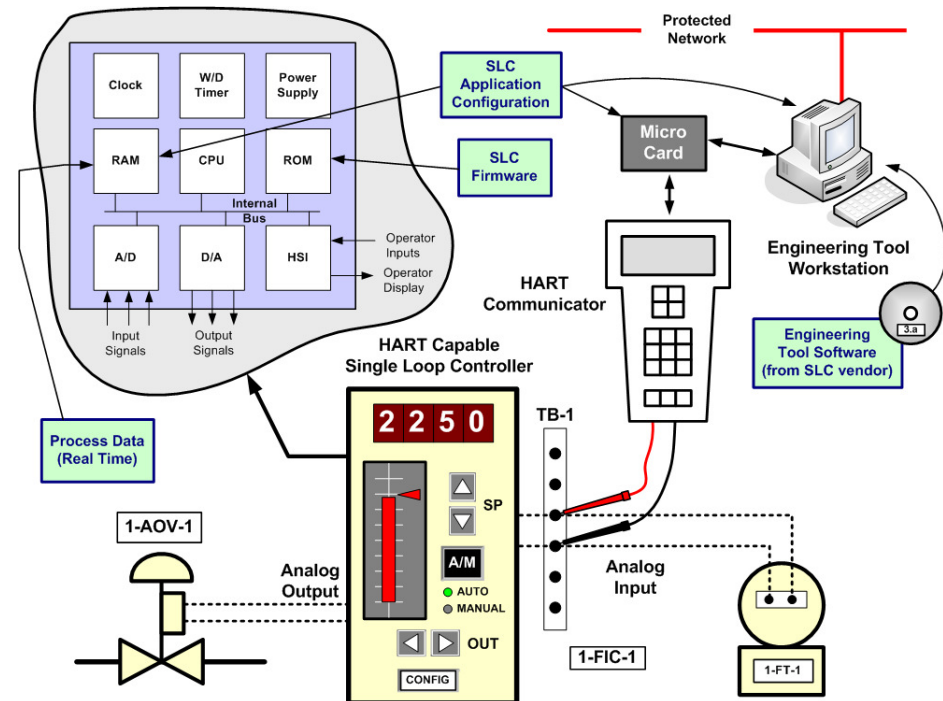 Protected
Network
Clock
W/D
Timer
Power
Supply
SLC
Application
Configuration
Micro
Card
RAM
CPU
ROM
SLC
Firmware
Internal
Bus
A/D
D/A
HSI
Operator
Inputs
Operator
Display
Input
Signals
Output
Signals
Engineering Tool
Workstation
HART
Communicator
3.a
Engineering
Tool Software
(from SLC vendor)
HART Capable
Single Loop Controller
Process Data
(Real Time)
2 2 5 0
TB-1
SP
1-AOV-1
A/M
Analog
Output
AUTO
MANUAL
Analog
Input
OUT
CONFIG
1-FIC-1
1-FT-1